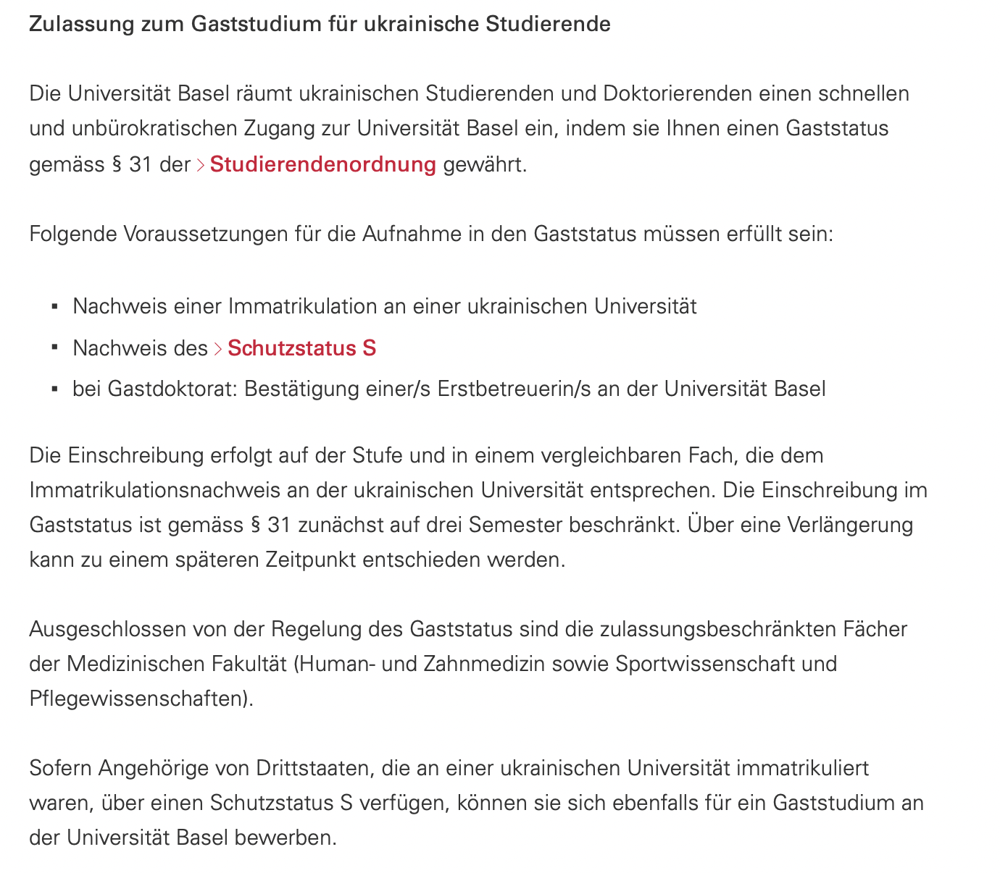 Zulassung zum Gaststudium für ukrainische Studierende
Die Universität Basel räumt ukrainischen Studierenden und Doktorierenden einen schnellen
und unbürokratischen Zugang zur Universität Basel ein, indem sie Ihnen einen Gaststatus
gemäss § 31 der > Studierendenordnung gewährt.
Folgende Voraussetzungen für die Aufnahme in den Gaststatus müssen erfüllt sein:
▪ Nachweis einer Immatrikulation an einer ukrainischen Universität
▪ Nachweis des > Schutzstatus S
▪ bei Gastdoktorat: Bestätigung einer/s Erstbetreuerin/s an der Universität Basel
Die Einschreibung erfolgt auf der Stufe und in einem vergleichbaren Fach, die dem
Immatrikulationsnachweis an der ukrainischen Universität entsprechen. Die Einschreibung im
Gaststatus ist gemäss § 31 zunächst auf drei Semester beschränkt. Über eine Verlängerung
kann zu einem späteren Zeitpunkt entschieden werden.
Ausgeschlossen von der Regelung des Gaststatus sind die zulassungsbeschränkten Fächer
der Medizinischen Fakultät (Human- und Zahnmedizin sowie Sportwissenschaft und
Pflegewissenschaften).
Sofern Angehörige von Drittstaaten, die an einer ukrainischen Universität immatrikuliert
waren, über einen Schutzstatus S verfügen, können sie sich ebenfalls für ein Gaststudium an
der Universität Basel bewerben.